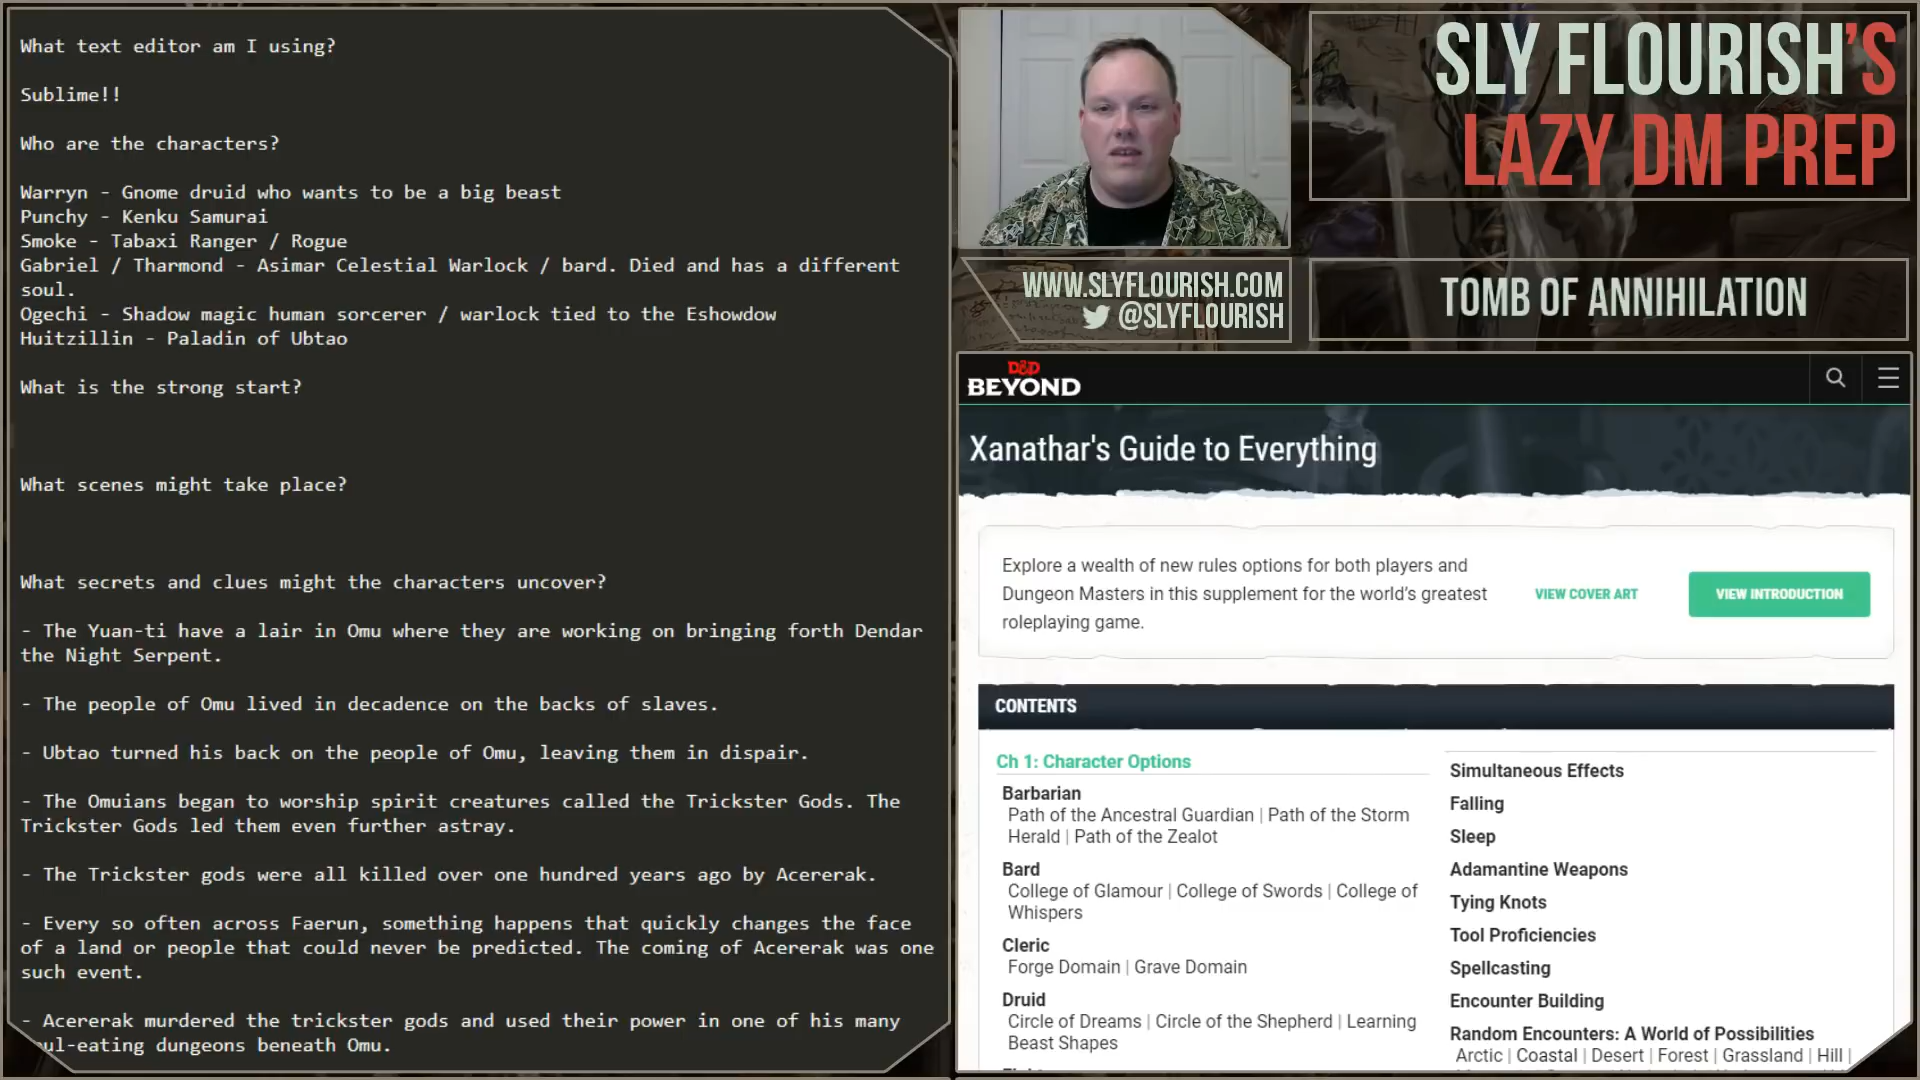 What text editor am I using?
Sublime!!
Who are the characters?
Warryn - Gnome druid who wants to be a big beast
Punchy - Kenku Samurai
Smoke - Tabaxi Ranger / Rogue
Gabriel / Tharmond - Asimar Celestial Warlock / bard. Died and has a different
soul.
Ogechi - Shadow magic human sorcerer / warlock tied to the Eshowdow
Huitzillin - Paladin of Ubtao
What is the strong start?
What scenes might take place?
What secrets and clues might the characters uncover?
- The Yuan-ti have a lair in Omu where they are working on bringing forth Dendar
the Night Serpent.
- The people of Omu lived in decadence on the backs of slaves.
- Ubtao turned his back on the people of Omu, leaving them in dispair.
- The Omuians began to worship spirit creatures called the Trickster Gods. The
Trickster Gods led them even further astray.
- The Trickster gods were all killed over one hundred years ago by Acererak.
- Every so often across Faerun, something happens that quickly changes the face
of a land or people that could never be predicted. The coming of Acererak was one
such event.
- Acererak murdered the trickster gods and used their power in one of his many
ul-eating dungeons beneath Omu.
SLY FLOURISH'S
LAZY DM PREP
WWW.SLYFLOURISH.COM
@SLYFLOURISH
TOMB OF ANNIHILATION
D&D
BEYOND
Xanathar's Guide to Everything
Explore a wealth of new rules options for both players and
Dungeon Masters in this supplement for the world's greatest
roleplaying game.
VIEW COVER ART
VIEW INTRODUCTION
CONTENTS
Ch 1: Character Options
Barbarian
Path of the Ancestral Guardian | Path of the Storm
Herald | Path of the Zealot
Bard
College of Glamour | College of Swords | College of
Whispers
Cleric
Forge Domain | Grave Domain
Druid
Circle of Dreams | Circle of the Shepherd | Learning
Beast Shapes
Simultaneous Effects
Falling
Sleep
Adamantine Weapons
Tying Knots
Tool Proficiencies
Spellcasting
Encounter Building
Random Encounters: A World of Possibilities
Arctic | Coastal | Desert | Forest | Grassland | Hill |